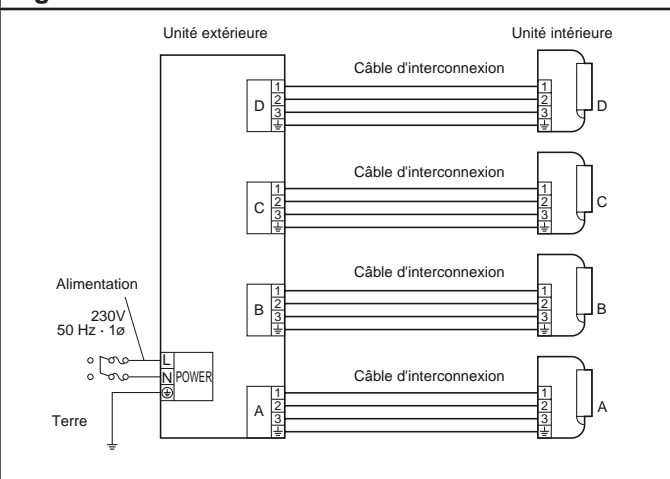 Unité extérieure Unité intérieure
Câble d'interconnexion
D 1 2 3 1 2 3 D
Câble d'interconnexion
C 1 2 3 1 2 3 C
Alimentation
230V
50 Hz · 1ø
Câble d'interconnexion
B 1 2 3 1 2 3 B
L
N POWER
Terre
Câble d'interconnexion
A 1 2 3 1 2 3 A